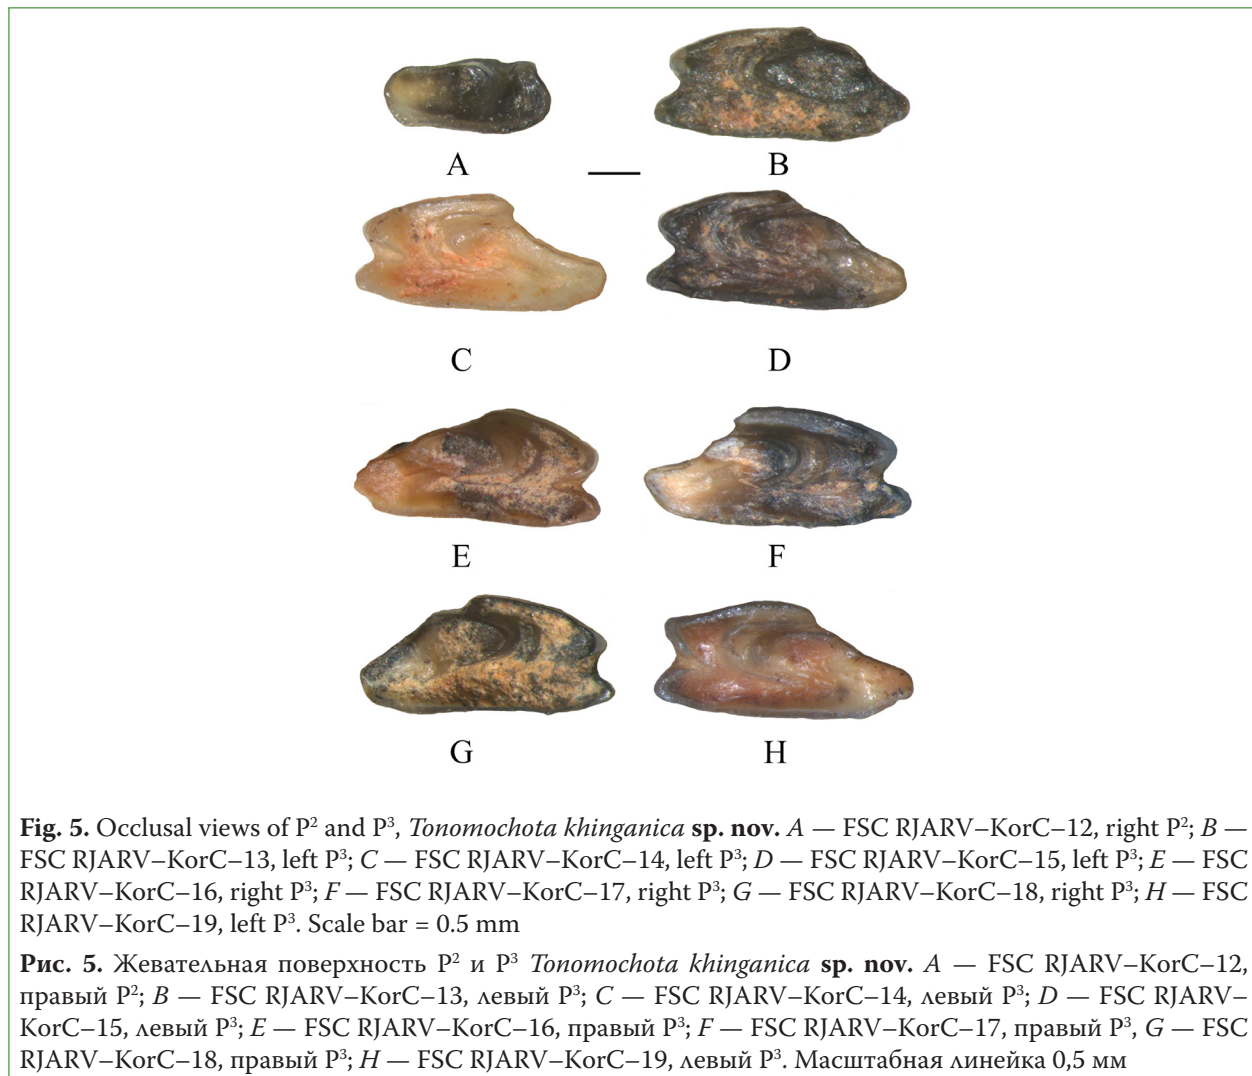 A
B
C
D
E
F
G
H
Fig. 5. Occlusal views of P² and P³, Tonomochota khinganica sp. nov. A — FSC RJARV–KorC–12, right P²; B —
FSC RJARV–KorC–13, left P³; C — FSC RJARV–KorC–14, left P³; D — FSC RJARV–KorC–15, left P³; E — FSC
RJARV–KorC–16, right P³; F — FSC RJARV–KorC–17, right P³; G — FSC RJARV–KorC–18, right P³; H — FSC
RJARV–KorC–19, left P³. Scale bar = 0.5 mm
Рис. 5. Жевательная поверхность P² и P³ Tonomochota khinganica sp. nov. A — FSC RJARV–KorC–12,
правый P²; B — FSC RJARV–KorC–13, левый P³; C — FSC RJARV–KorC–14, левый P³; D — FSC RJARV–
KorC–15, левый P³; E — FSC RJARV–KorC–16, правый P³; F — FSC RJARV–KorC–17, правый P³, G — FSC
RJARV–KorC–18, правый P³; H — FSC RJARV–KorC–19, левый P³. Масштабная линейка 0,5 мм